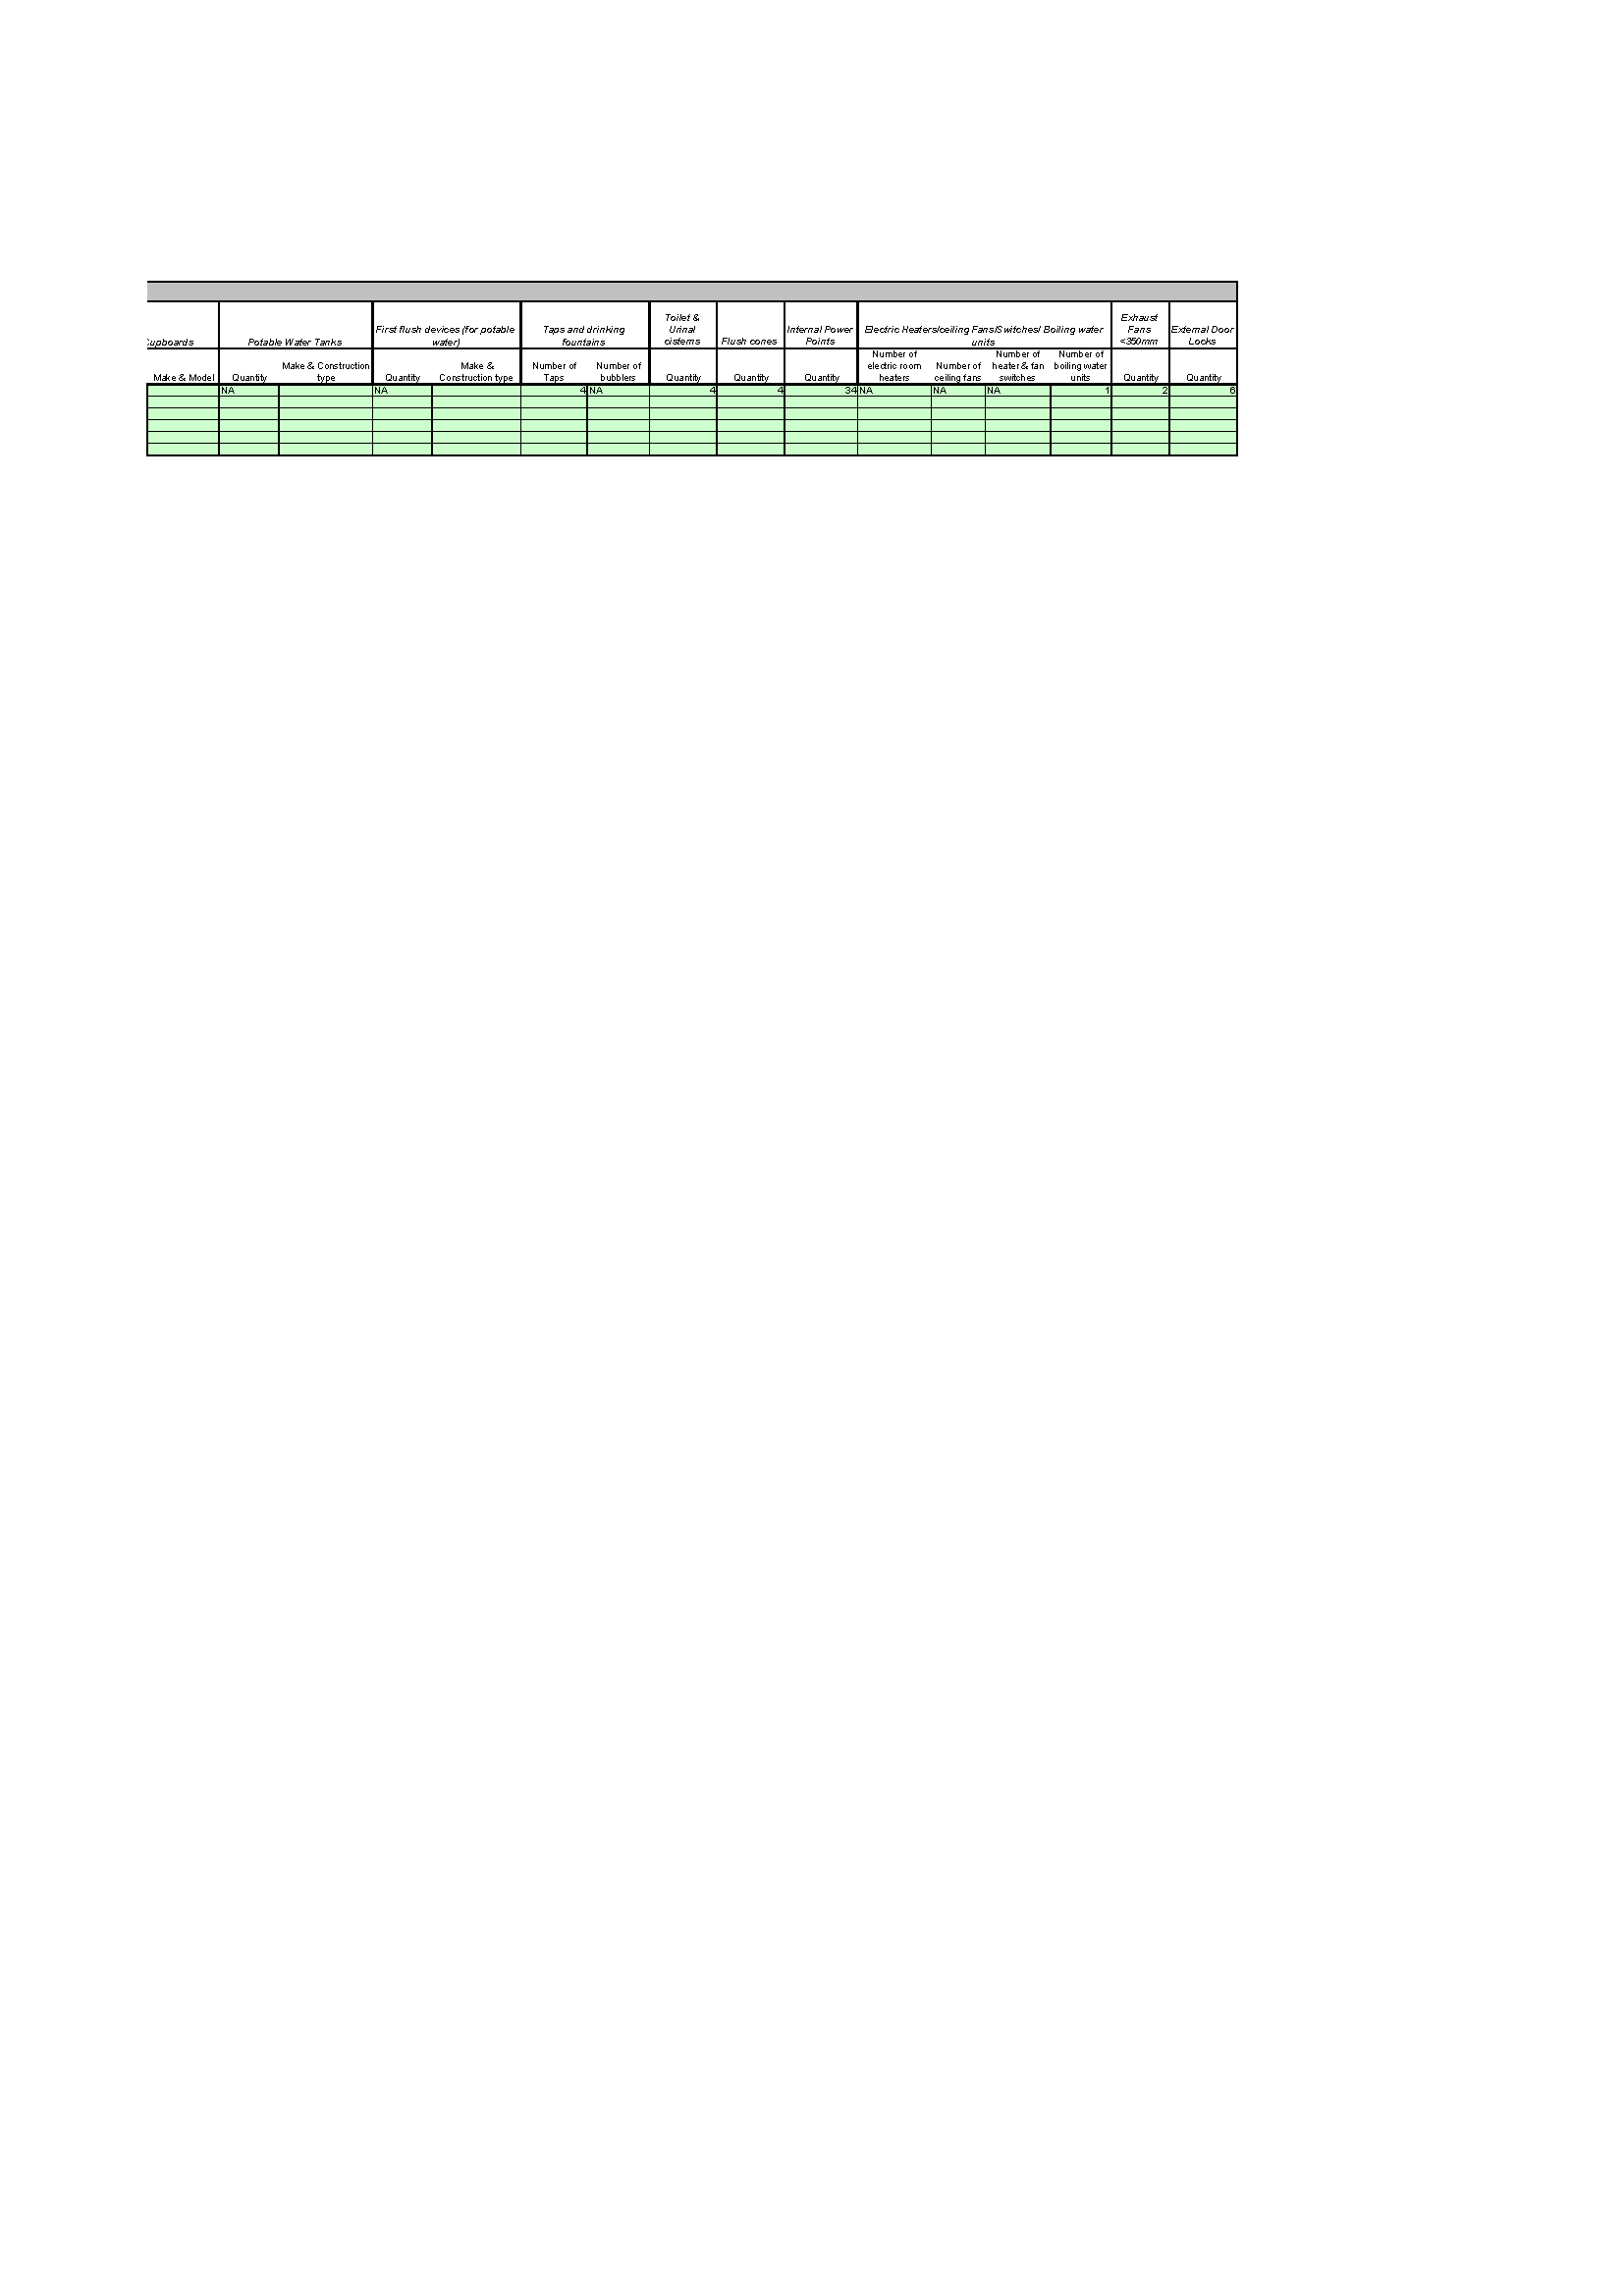 Cupboards Potable Water Tanks First flush devices (for potable water) Taps and drinking fountains Toilet & Urinal cisterns Flush cones Internal Power Points Electric Heaters/ceiling Fans/Switches/ Boiling water units Exhaust Fans <350mm External Door Locks
Make & Model Quantity Make & Construction type Quantity Make & Construction type Number of Taps Number of bubblers Quantity Quantity Quantity Number of electric room heaters Number of ceiling fans Number of heater & fan switches Number of boiling water units Quantity Quantity
NA NA 4 NA 4 4 34 NA NA NA 1 2 6